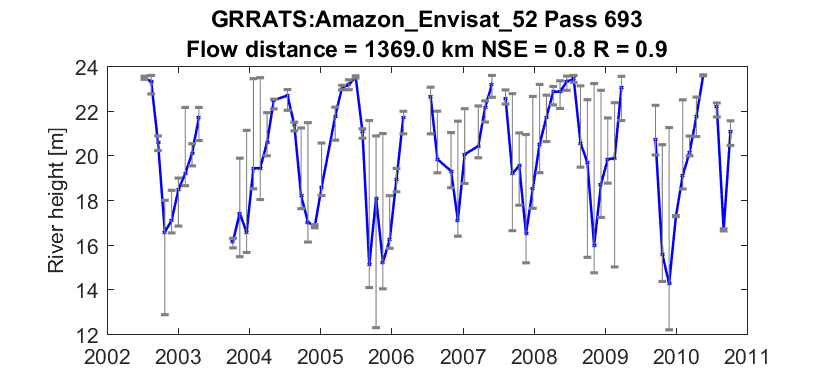 GRRATS:Amazon_Envisat_52 Pass 693
Flow distance = 1369.0 km NSE = 0.8 R = 0.9
River height [m]
24
22
20
18
16
14
12
2002 2003 2004 2005 2006 2007 2008 2009 2010 2011